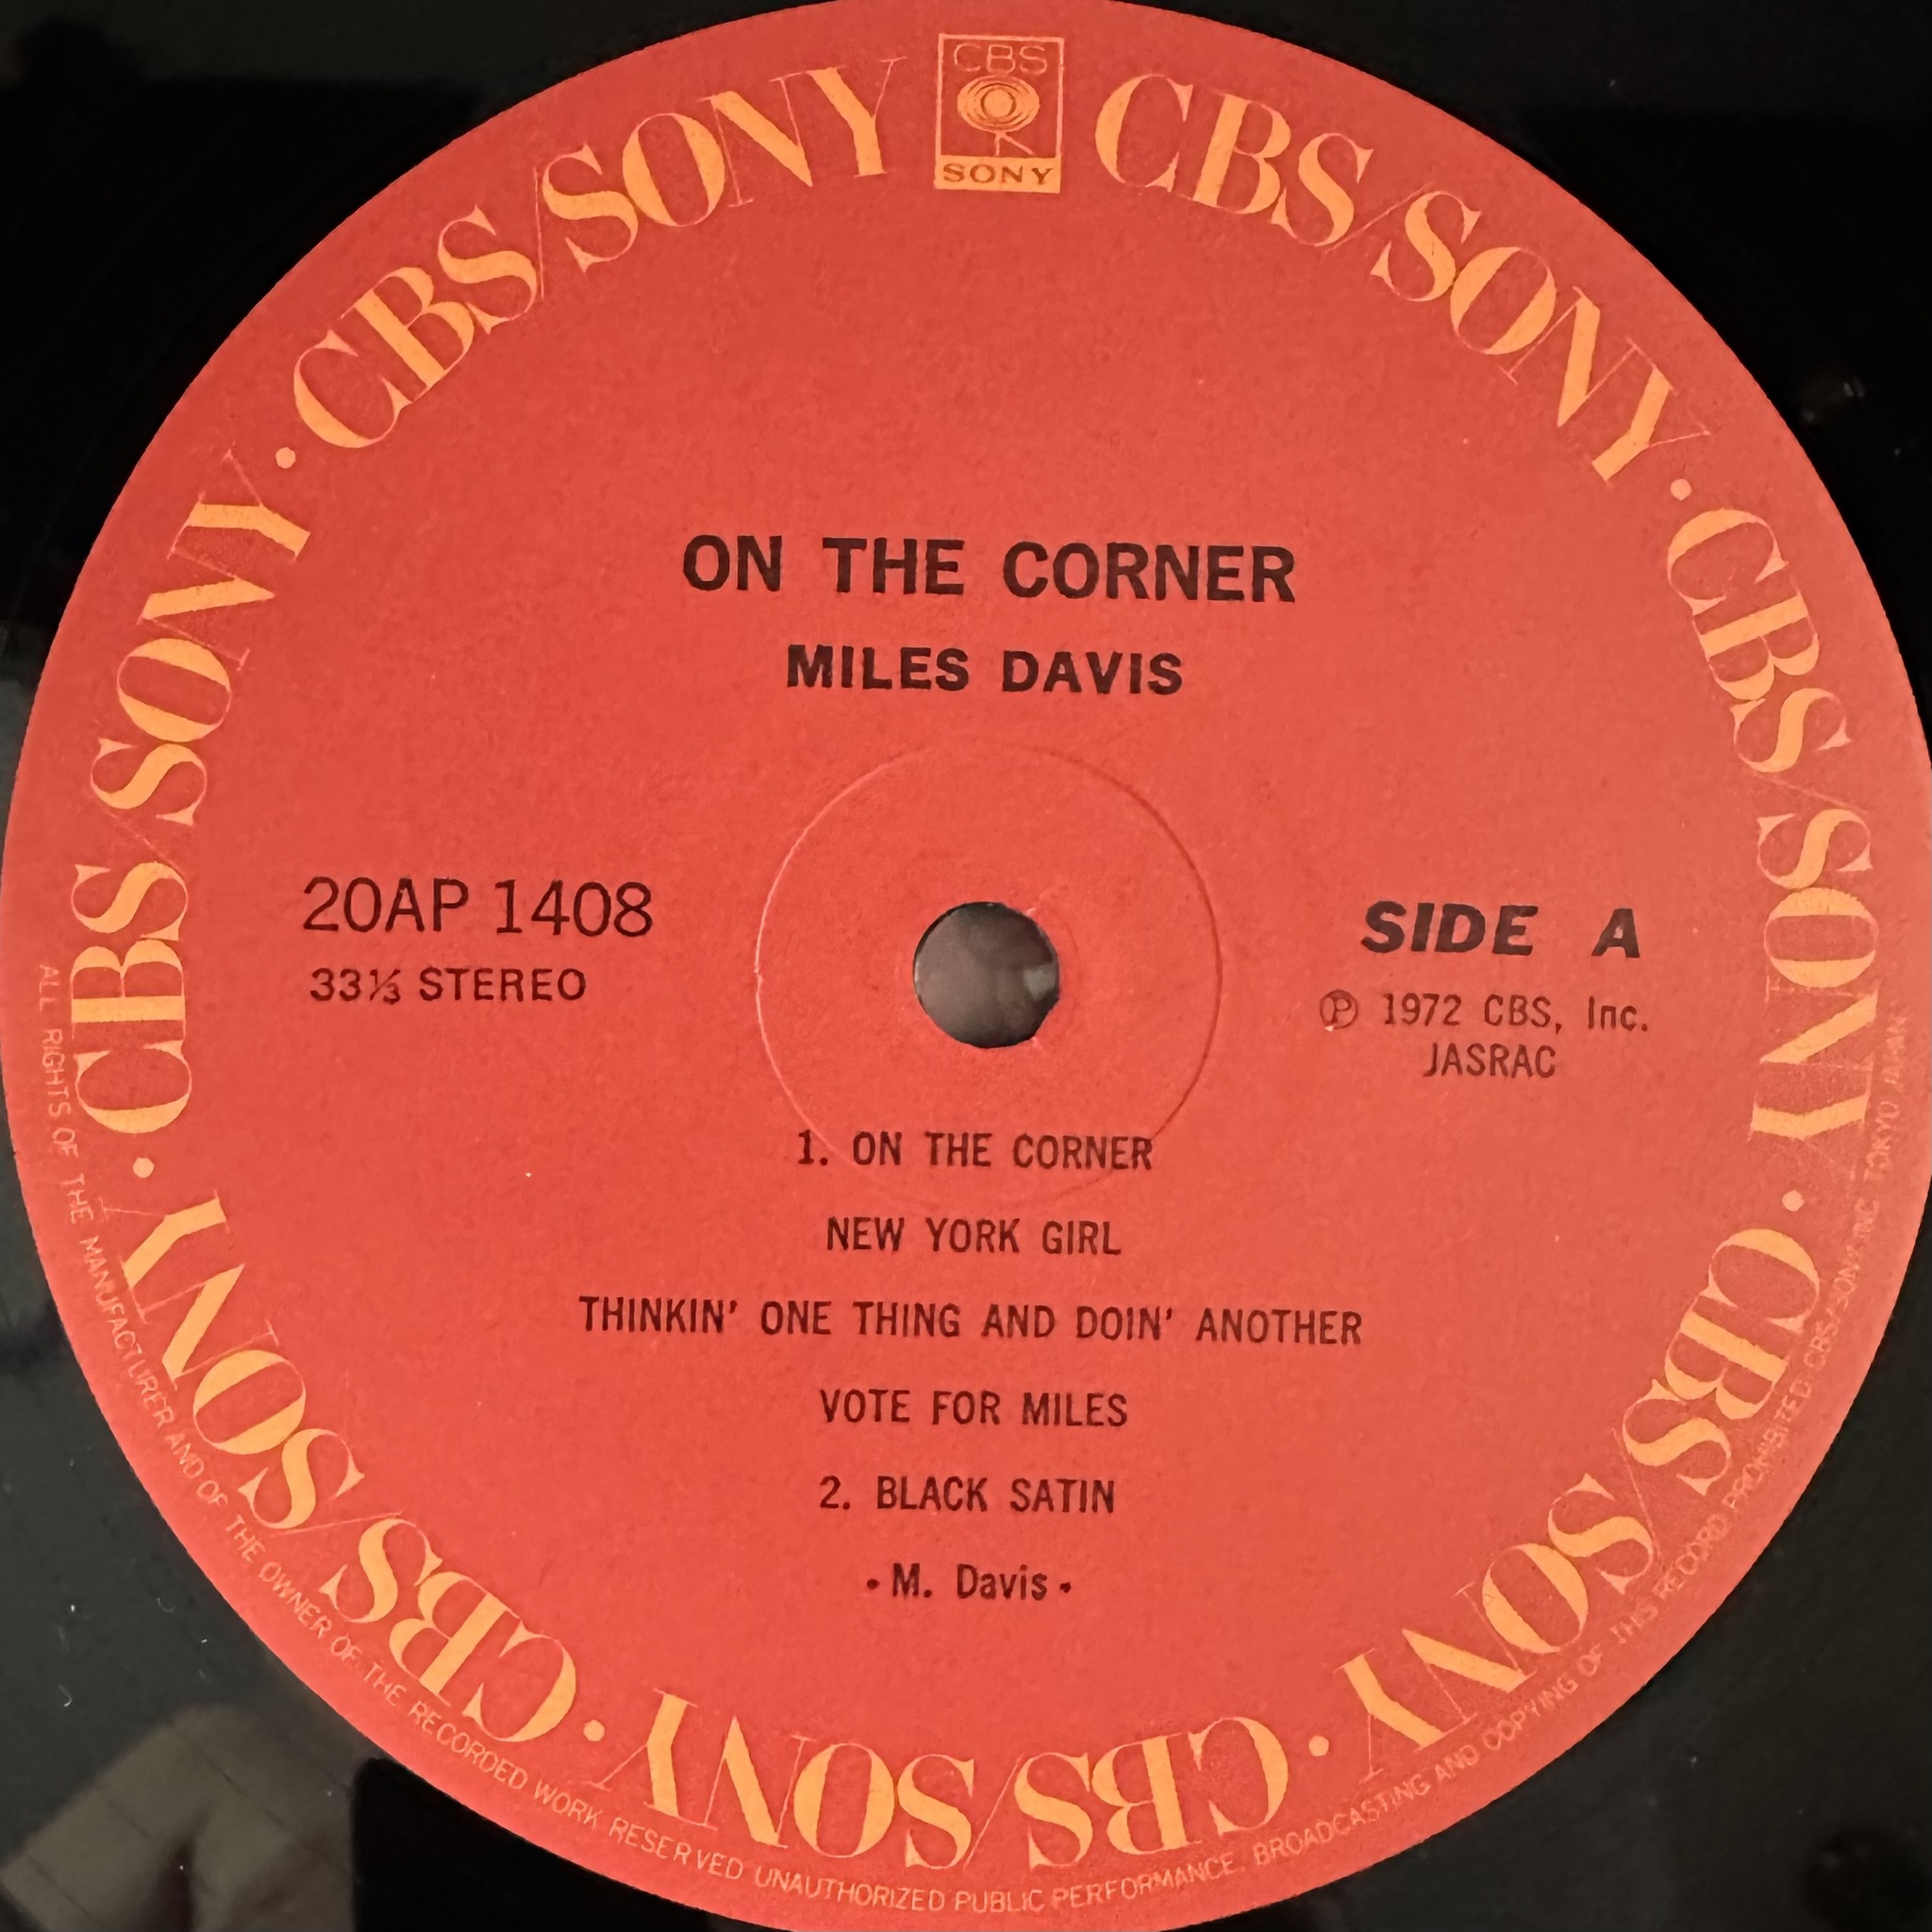 CBS
SONY
CBS/SONY · CBS/SONY · CBS/SONY · CBS/SONY · CBS/SONY · CBS/SONY · CBS/SONY
ON THE CORNER
MILES DAVIS
20AP 1408
33⅓ STEREO
SIDE A
Ⓟ 1972 CBS, Inc.
JASRAC
1. ON THE CORNER
NEW YORK GIRL
THINKIN' ONE THING AND DOIN' ANOTHER
VOTE FOR MILES
2. BLACK SATIN
• M. Davis •
ALL RIGHTS OF THE MANUFACTURER AND OF THE OWNER OF THE RECORDED WORK RESERVED UNAUTHORIZED PUBLIC PERFORMANCE. BROADCASTING AND COPYING OF THIS RECORD PROHIBITED CBS/SONY INC. TOKYO JAPAN